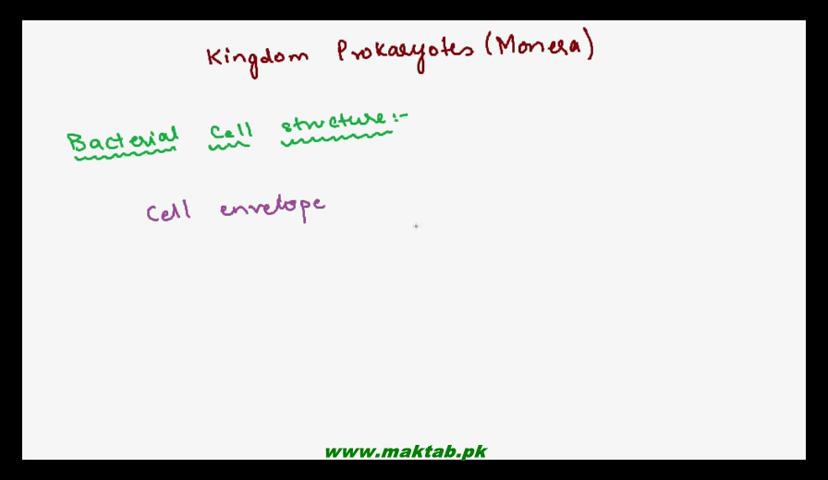 Kingdom Prokaryotes (Monera)
Bacterial Cell structure:-
Cell envelope
www.maktab.pk